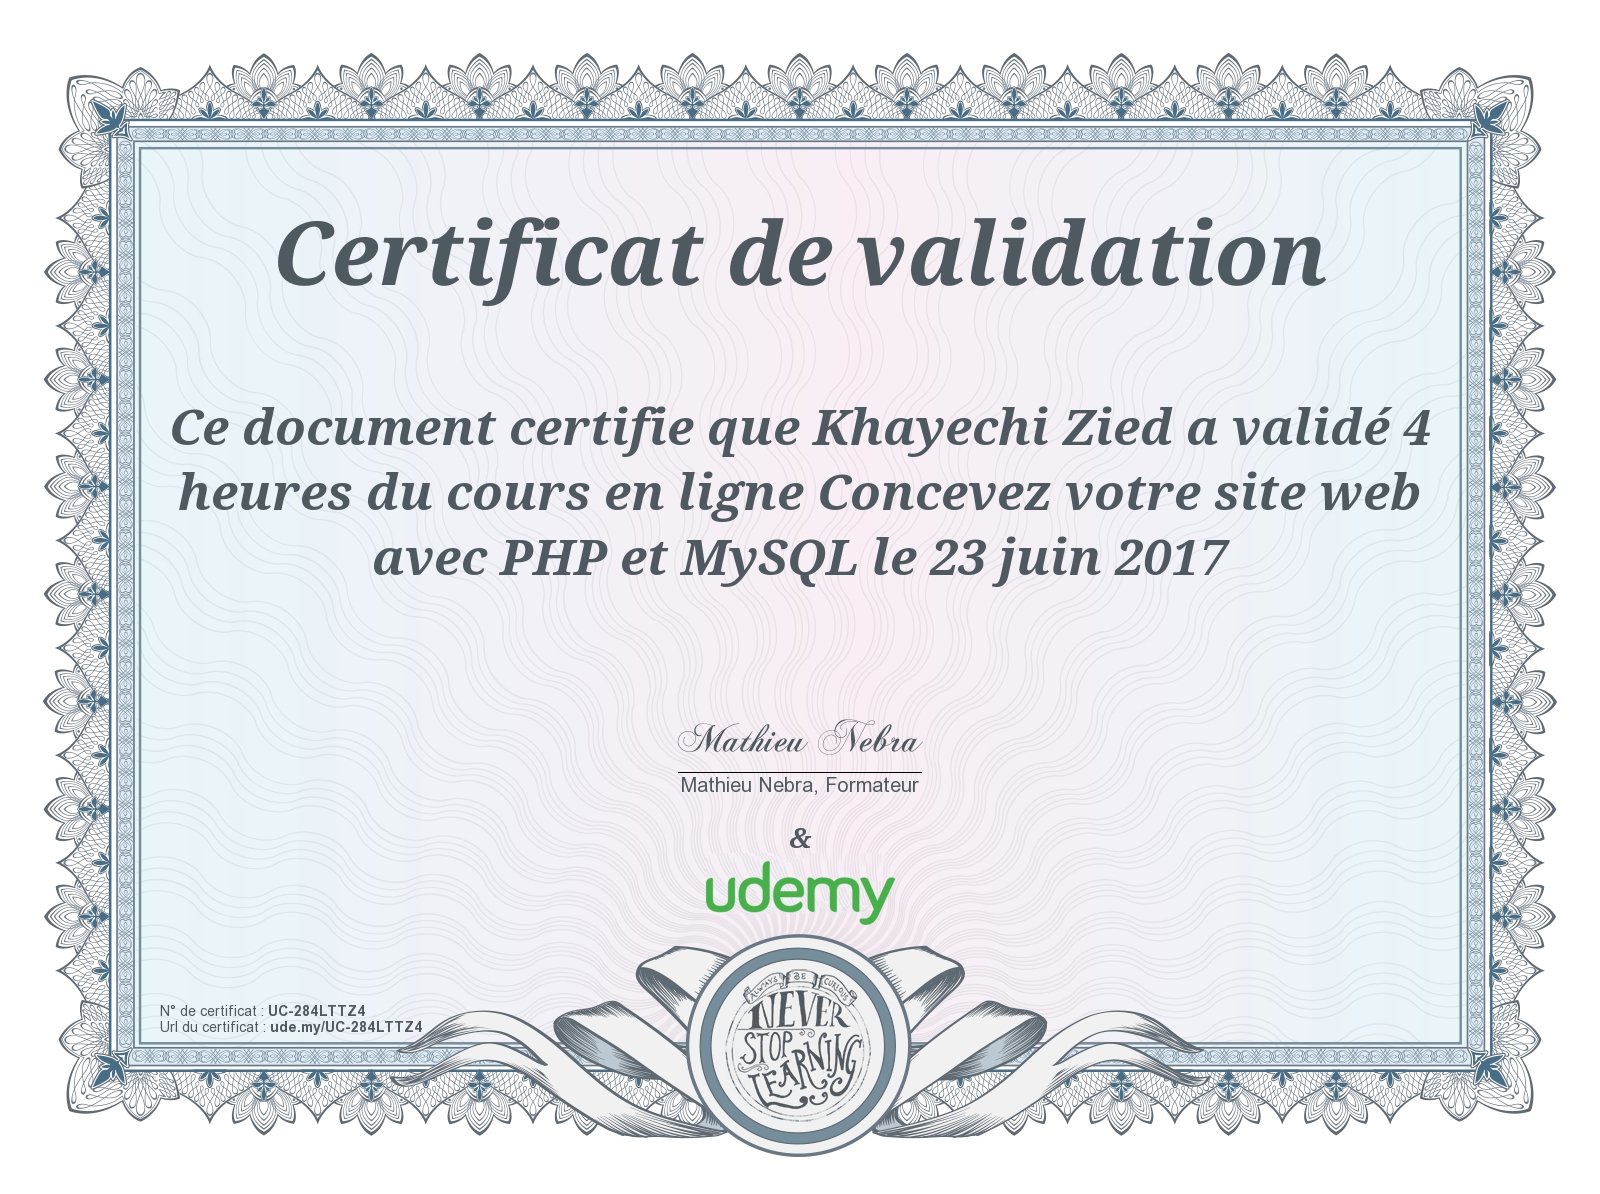 Certificat de validation
Ce document certifie que Khayechi Zied a validé 4
heures du cours en ligne Concevez votre site web
avec PHP et MySQL le 23 juin 2017
Mathieu Nebra
Mathieu Nebra, Formateur
&
udemy
N° de certificat : UC-284LTTZ4
Url du certificat : ude.my/UC-284LTTZ4
ALWAYS BE CURIOUS
NEVER
STOP
LEARNING